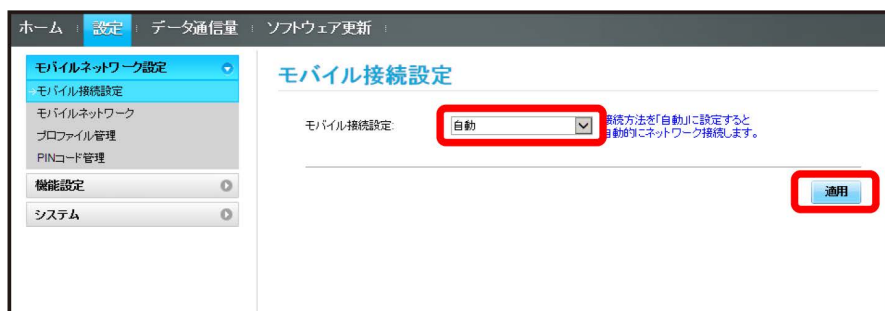 ホーム 設定 データ通信量 ソフトウェア更新
モバイルネットワーク設定
モバイル接続設定
モバイルネットワーク
プロファイル管理
PINコード管理
機能設定
システム
モバイル接続設定
モバイル接続設定: 自動
接続方法を「自動」に設定すると
自動的にネットワーク接続します。
適用